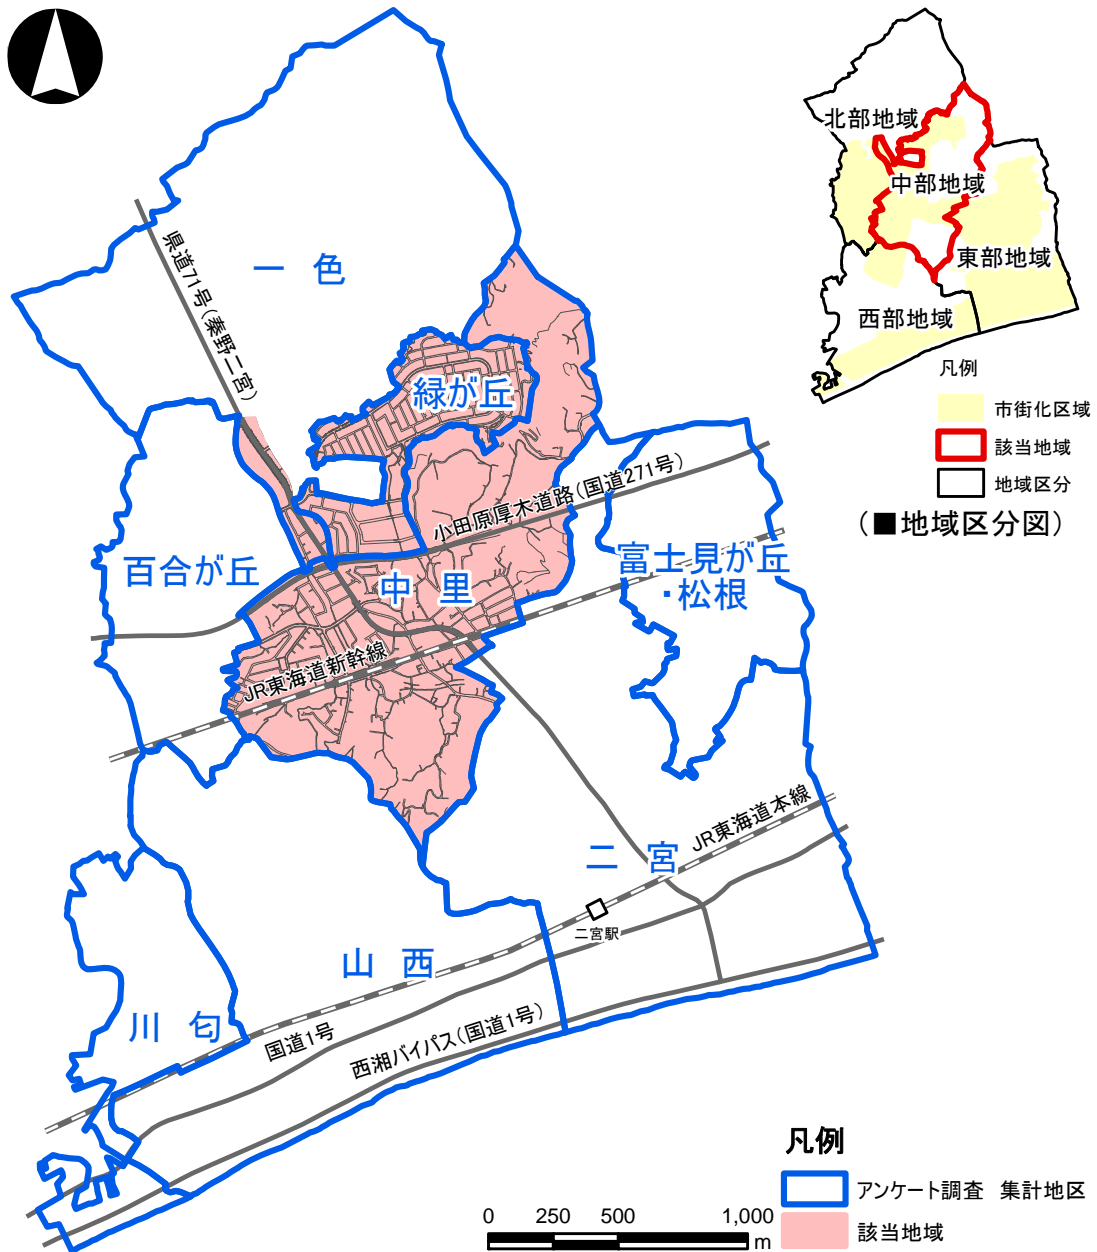 北部地域
中部地域
東部地域
西部地域
凡例
市街化区域
該当地域
地域区分
(■地域区分図)
県道71号(秦野二宮)
一 色
緑が丘
小田原厚木道路(国道271号)
百合が丘
中 里
富士見が丘
・松根
JR東海道新幹線
JR東海道本線
二 宮
二宮駅
山 西
川 匂
国道1号
西湘バイパス(国道1号)
凡例
アンケート調査 集計地区
該当地域
0 250 500 1,000
m